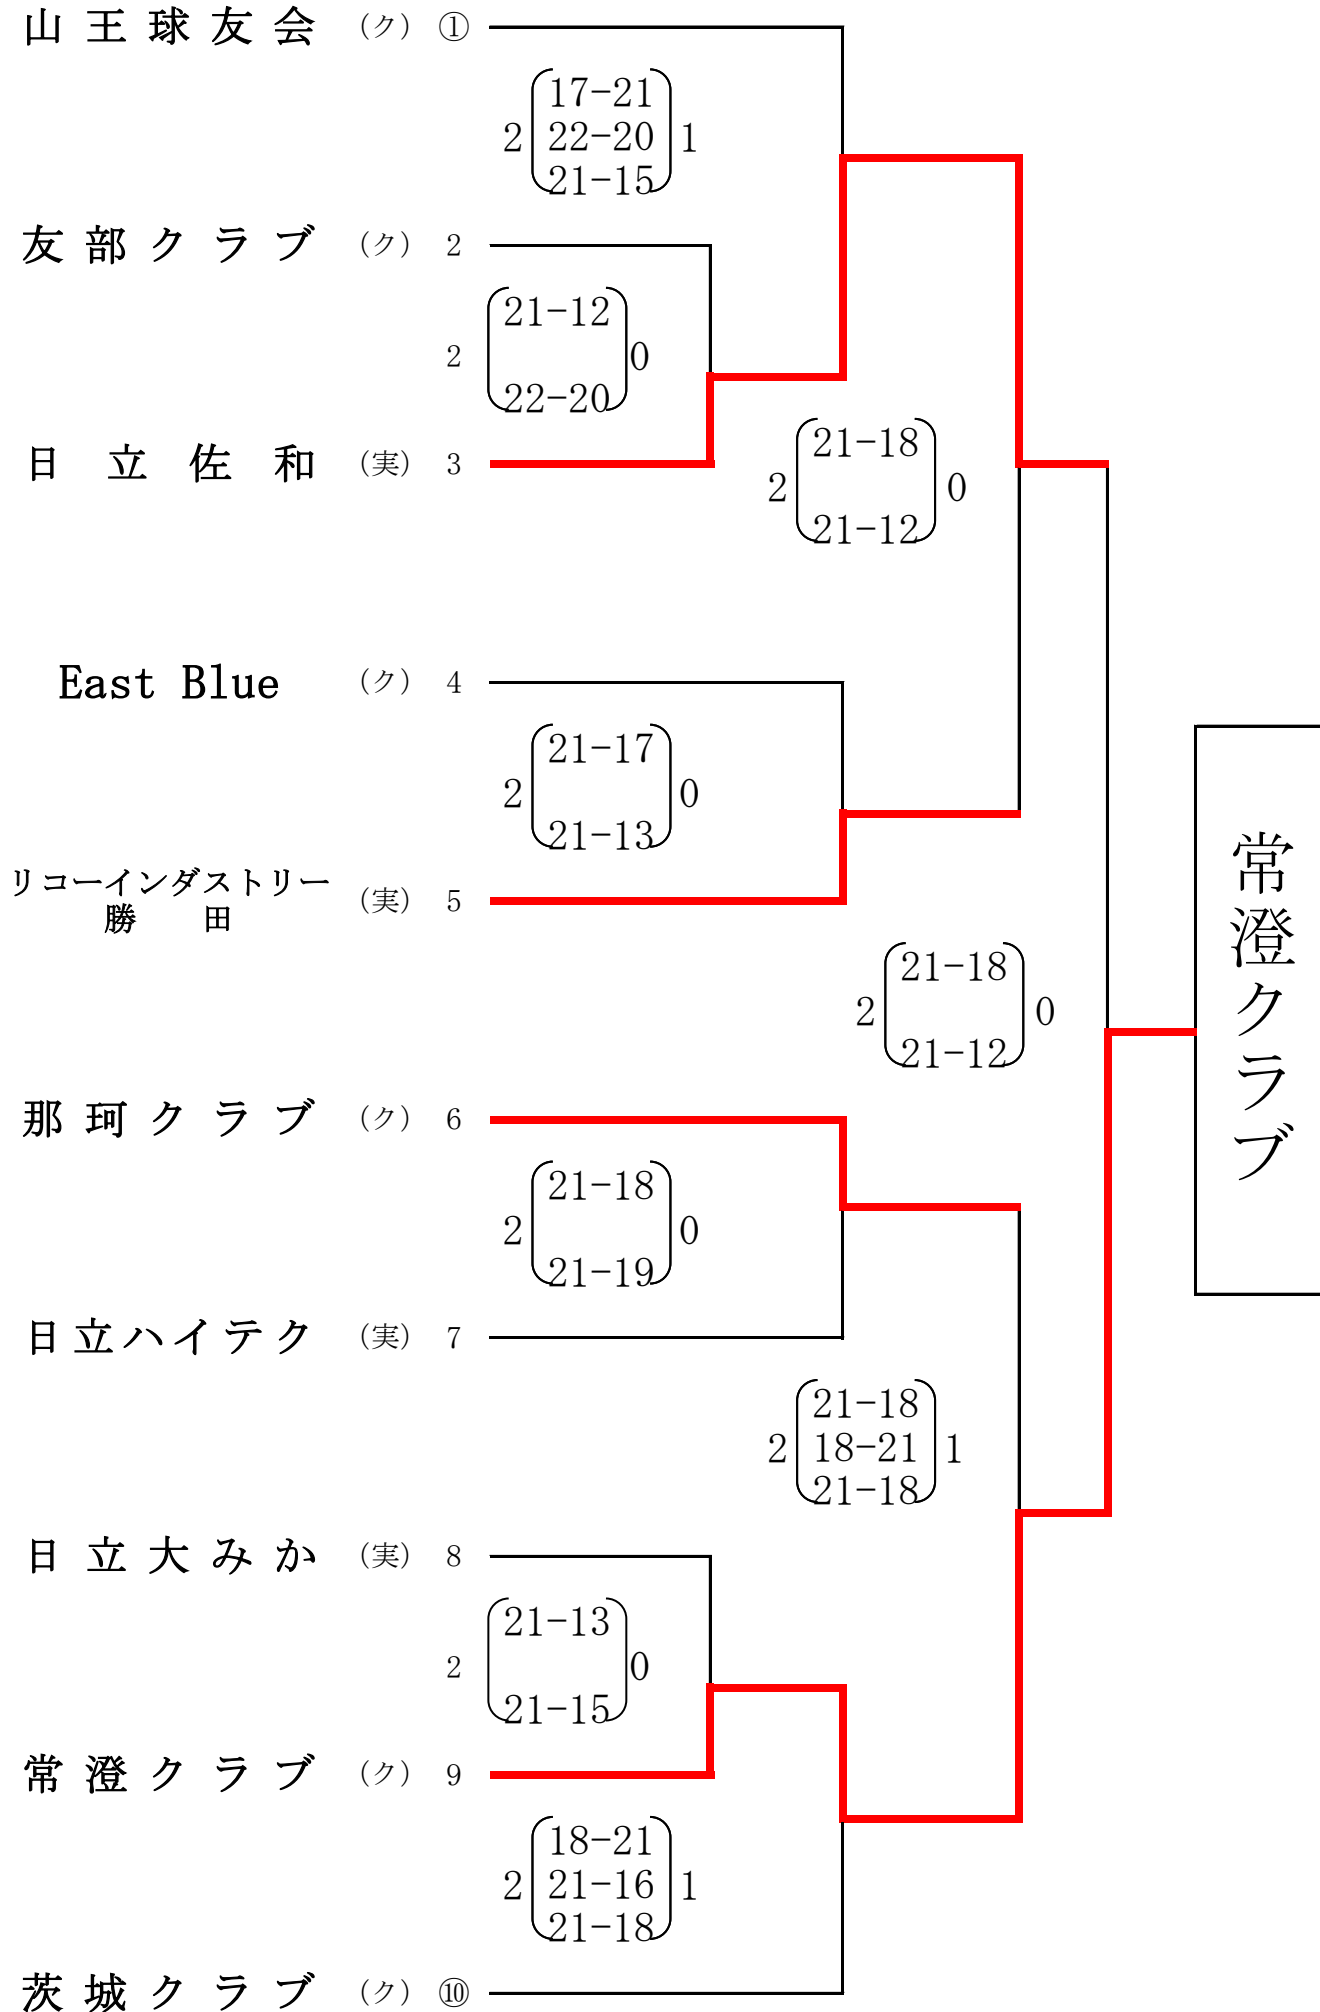 山王球友会 (ク) ①
17-21
2 22-20 1
21-15
友部クラブ (ク) 2
21-12
2 0
22-20
日立佐和 (実) 3
21-18
2 0
21-12
East Blue (ク) 4
21-17
2 0
21-13
リコーインダストリー
勝田 (実) 5
常澄クラブ
21-18
2 0
21-12
那珂クラブ (ク) 6
21-18
2 0
21-19
日立ハイテク (実) 7
21-18
2 18-21 1
21-18
日立大みか (実) 8
21-13
2 0
21-15
常澄クラブ (ク) 9
18-21
2 21-16 1
21-18
茨城クラブ (ク) ⑩